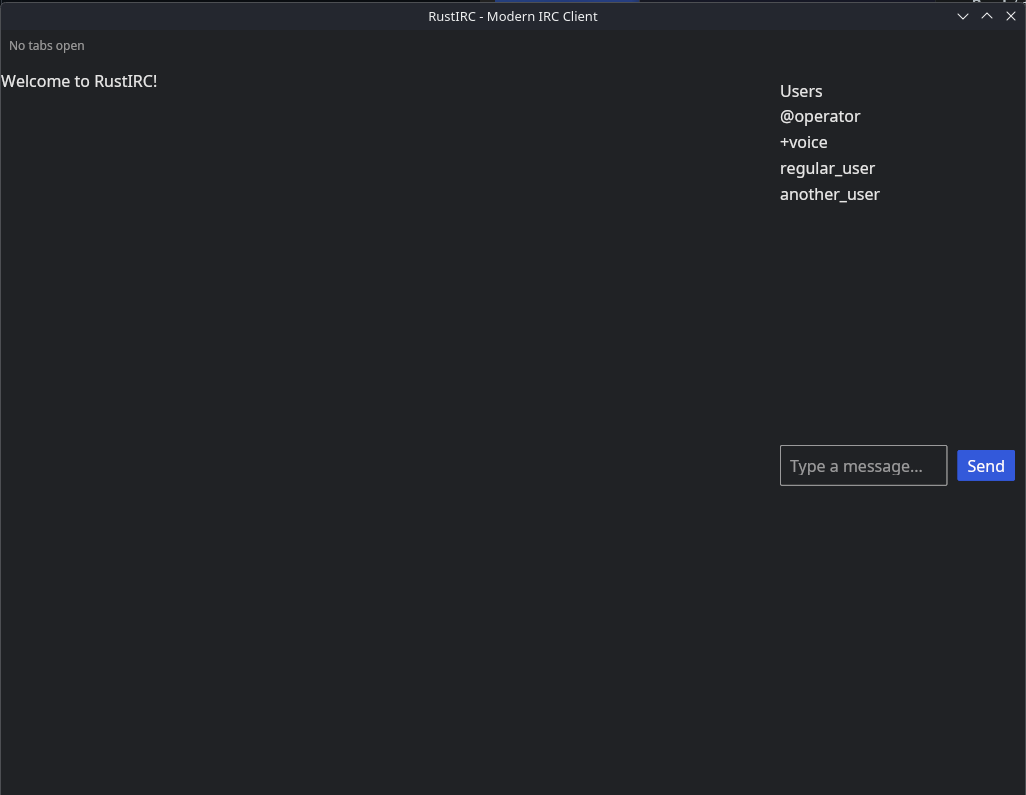 RustIRC - Modern IRC Client
No tabs open
Welcome to RustIRC!
Users
@operator
+voice
regular_user
another_user
Type a message...
Send